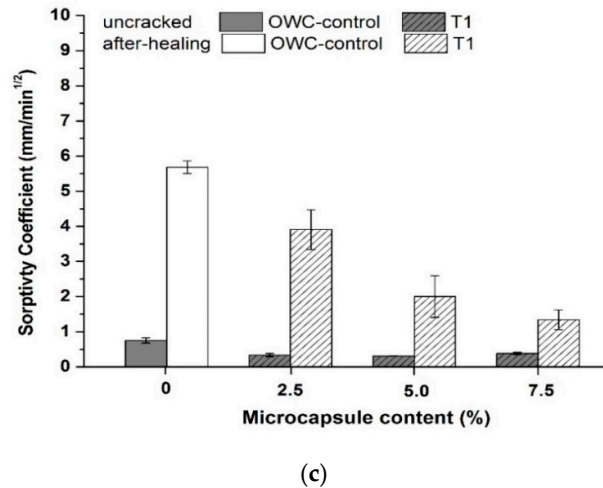 uncracked OWC-control T1
after-healing OWC-control T1
Sorptivty Coefficient (mm/min1/2)
10
9
8
7
6
5
4
3
2
1
0
0 2.5 5.0 7.5
Microcapsule content (%)
(c)